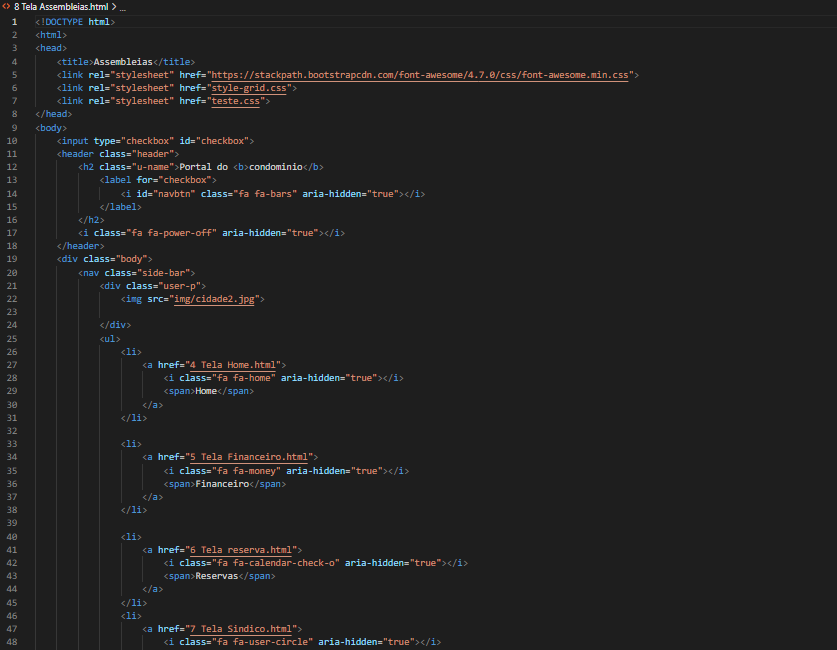 8 Tela Assembleias.html > ...
1 <!DOCTYPE html>
2 <html>
3 <head>
4 <title>Assembleias</title>
5 <link rel="stylesheet" href="https://stackpath.bootstrapcdn.com/font-awesome/4.7.0/css/font-awesome.min.css">
6 <link rel="stylesheet" href="style-grid.css">
7 <link rel="stylesheet" href="teste.css">
8 </head>
9 <body>
10 <input type="checkbox" id="checkbox">
11 <header class="header">
12 <h2 class="u-name">Portal do <b>condominio</b>
13 <label for="checkbox">
14 <i id="navbtn" class="fa fa-bars" aria-hidden="true"></i>
15 </label>
16 </h2>
17 <i class="fa fa-power-off" aria-hidden="true"></i>
18 </header>
19 <div class="body">
20 <nav class="side-bar">
21 <div class="user-p">
22 <img src="img/cidade2.jpg">
23
24 </div>
25 <ul>
26 <li>
27 <a href="4 Tela Home.html">
28 <i class="fa fa-home" aria-hidden="true"></i>
29 <span>Home</span>
30 </a>
31 </li>
32
33 <li>
34 <a href="5 Tela Financeiro.html">
35 <i class="fa fa-money" aria-hidden="true"></i>
36 <span>Financeiro</span>
37 </a>
38 </li>
39
40 <li>
41 <a href="6 Tela reserva.html">
42 <i class="fa fa-calendar-check-o" aria-hidden="true"></i>
43 <span>Reservas</span>
44 </a>
45 </li>
46 <li>
47 <a href="7 Tela Sindico.html">
48 <i class="fa fa-user-circle" aria-hidden="true"></i>